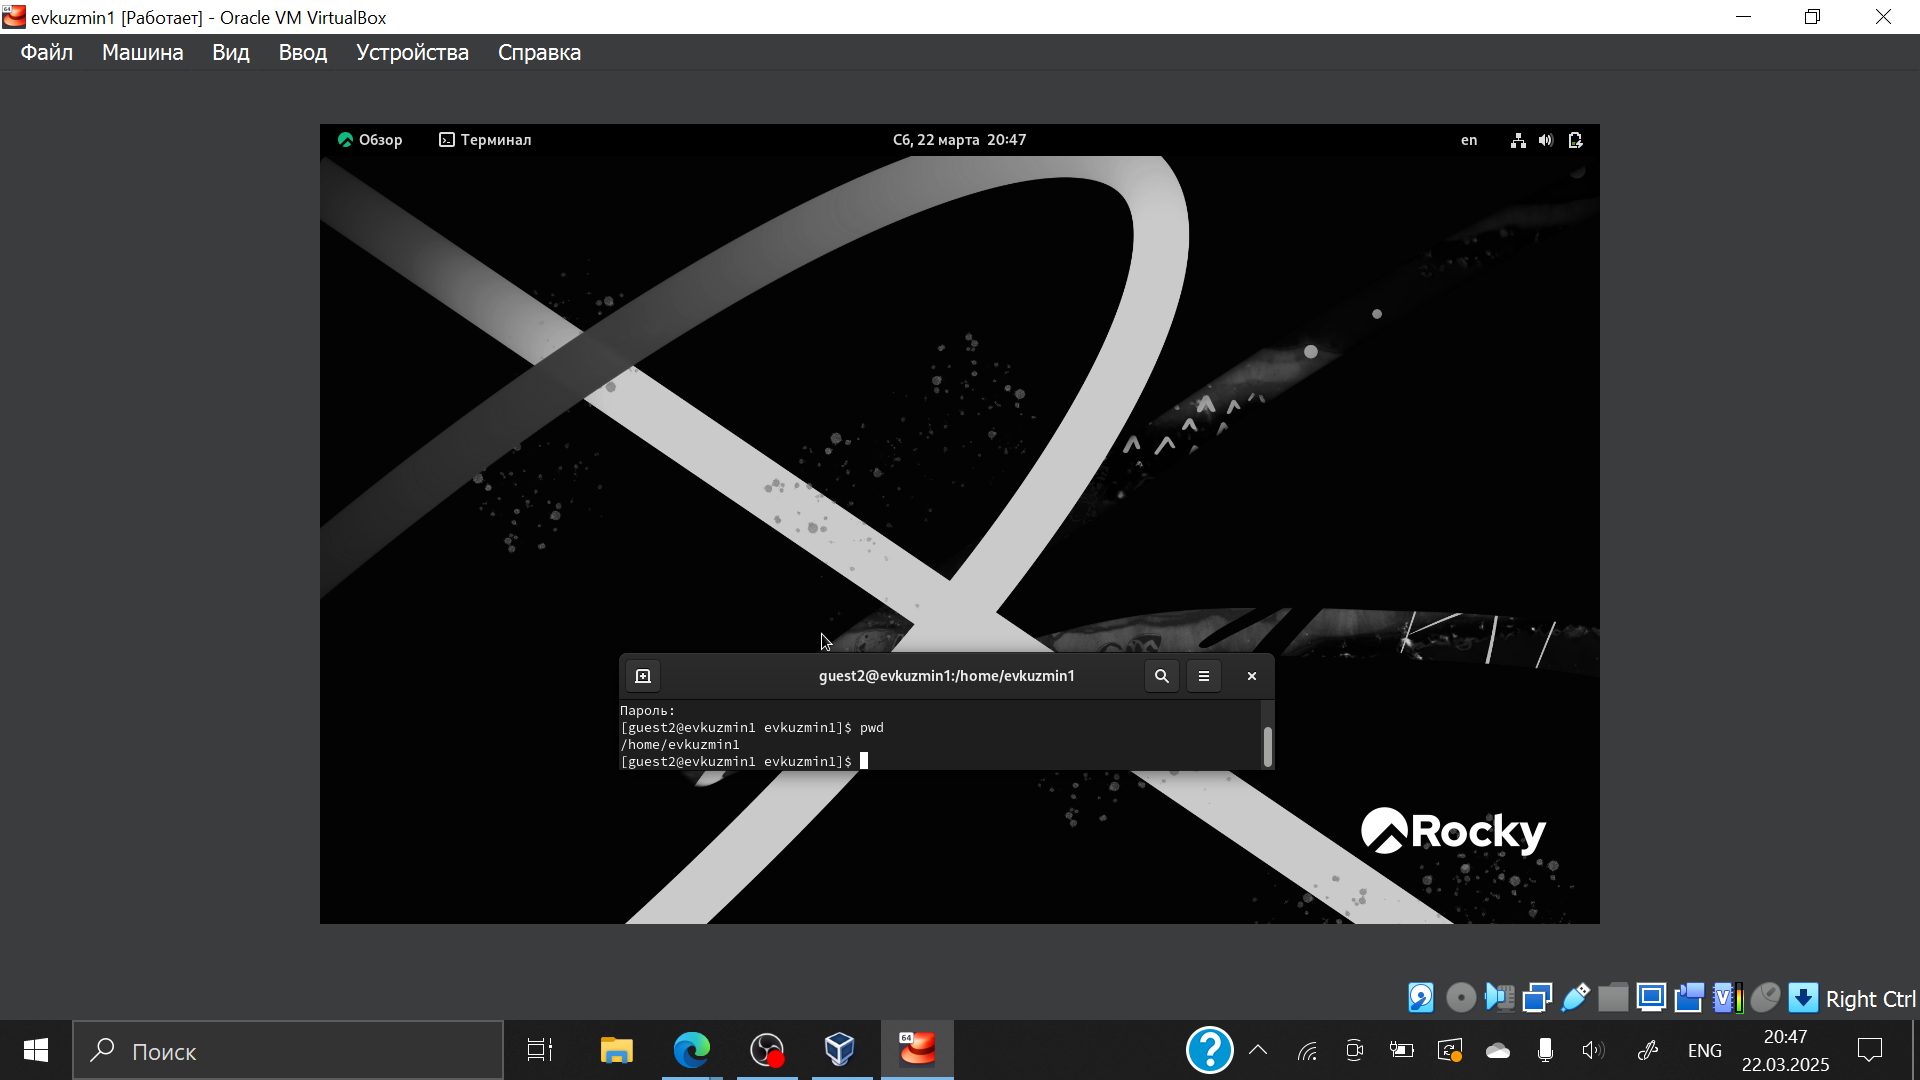 64
evkuzmin1 [Работает] - Oracle VM VirtualBox
Файл Машина Вид Ввод Устройства Справка
Обзор Терминал Сб, 22 марта 20:47 en
guest2@evkuzmin1:/home/evkuzmin1
Пароль:
[guest2@evkuzmin1 evkuzmin1]$ pwd
/home/evkuzmin1
[guest2@evkuzmin1 evkuzmin1]$
Rocky
V Right Ctrl
Поиск
64
?
ENG
20:47
22.03.2025